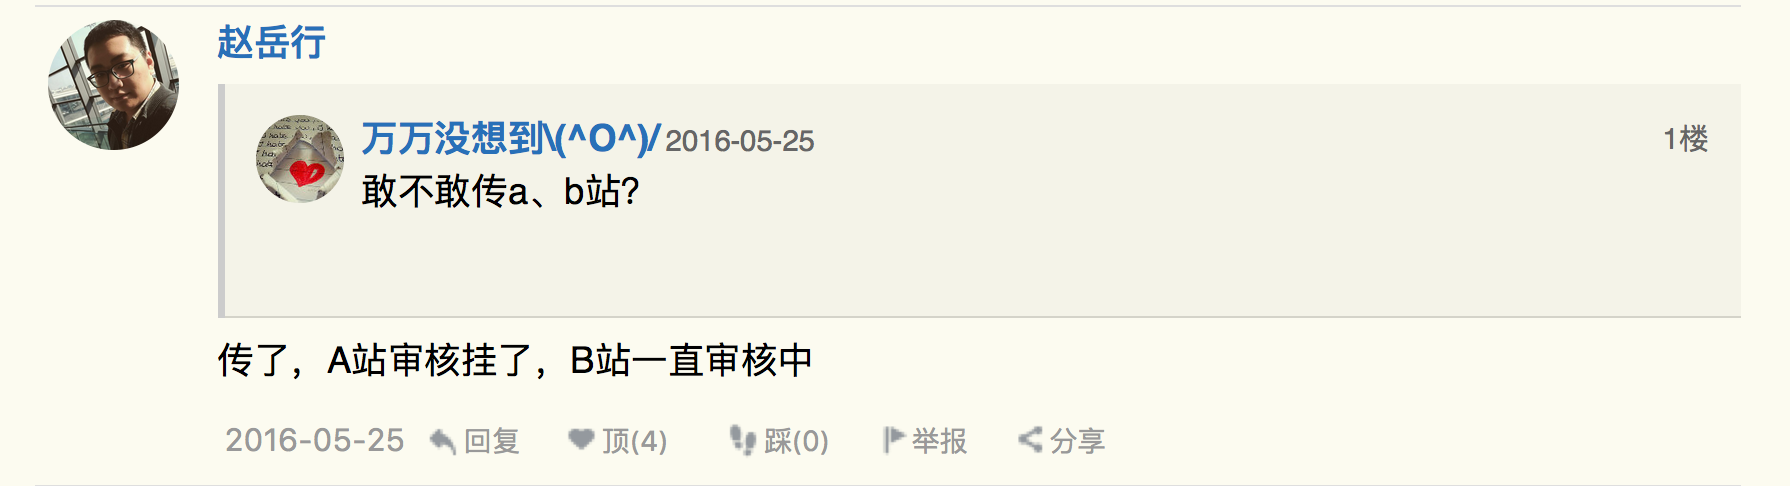 赵岳行
万万没想到\(^O^)/ 2016-05-25 1楼
敢不敢传a、b站?
传了，A站审核挂了，B站一直审核中
2016-05-25 回复 顶(4) 踩(0) 举报 分享